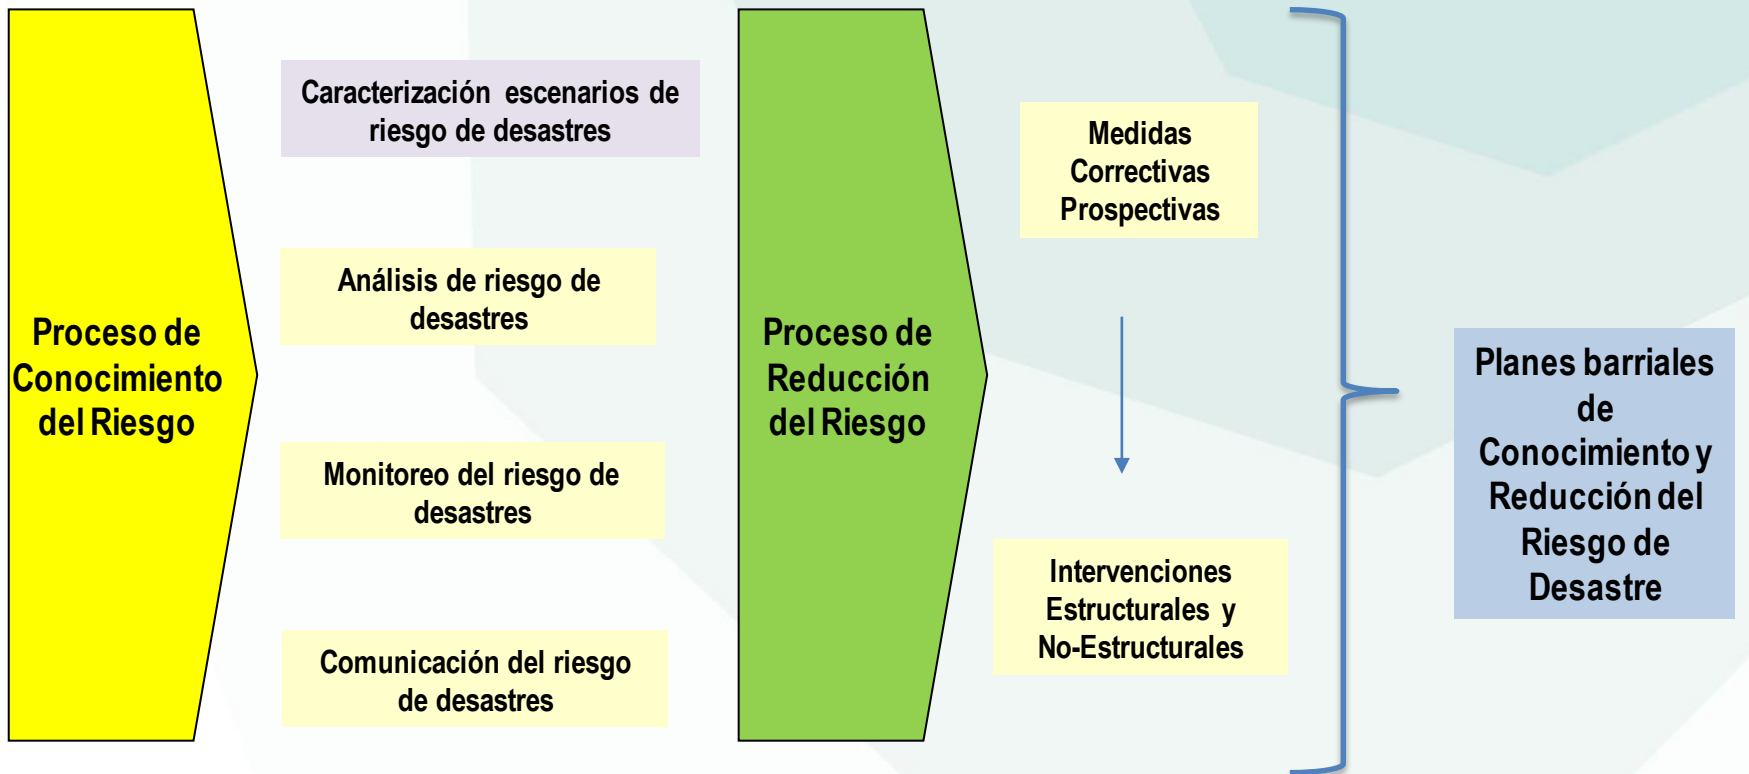 Proceso de
Conocimiento
del Riesgo
Caracterización escenarios de
riesgo de desastres
Análisis de riesgo de
desastres
Monitoreo del riesgo de
desastres
Comunicación del riesgo
de desastres
Proceso de
Reducción
del Riesgo
Medidas
Correctivas
Prospectivas
Intervenciones
Estructurales y
No-Estructurales
Planes barriales
de
Conocimiento y
Reducción del
Riesgo de
Desastre